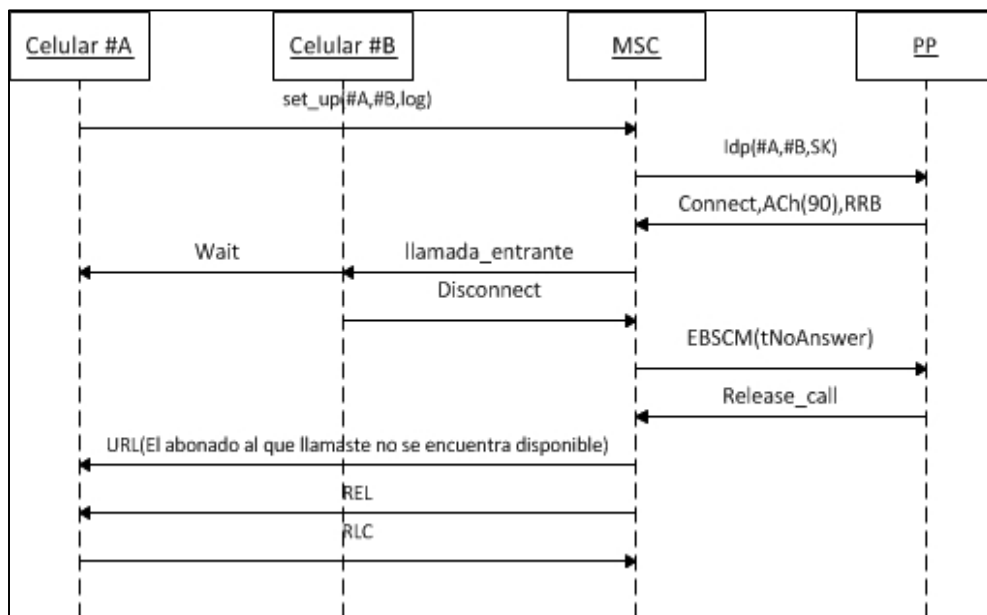 Celular #A
Celular #B
MSC
PP
set_up(#A,#B,log)
Idp(#A,#B,SK)
Connect,ACh(90),RRB
Wait
llamada_entrante
Disconnect
EBSCM(tNoAnswer)
Release_call
URL(El abonado al que llamaste no se encuentra disponible)
REL
RLC